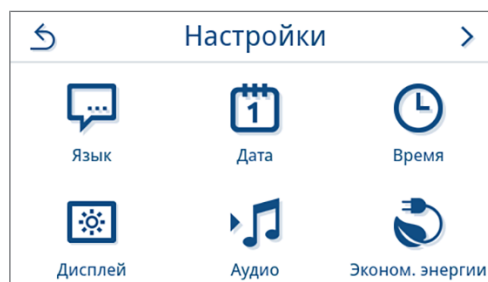 Настройки
...
1
Язык Дата Время
Дисплей Аудио Эконом. энергии